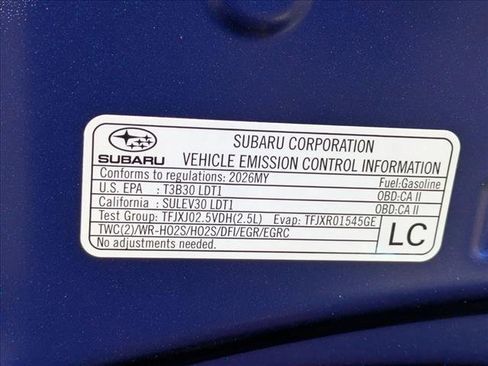 SUBARU
SUBARU CORPORATION
VEHICLE EMISSION CONTROL INFORMATION
Conforms to regulations: 2026MY Fuel:Gasoline
U.S. EPA : T3B30 LDT1 OBD:CA II
California : SULEV30 LDT1 OBD:CA II
Test Group: TFJXJ02.5VDH(2.5L) Evap: TFJXR01545GE
TWC(2)/WR-HO2S/HO2S/DFI/EGR/EGRC
No adjustments needed.
LC